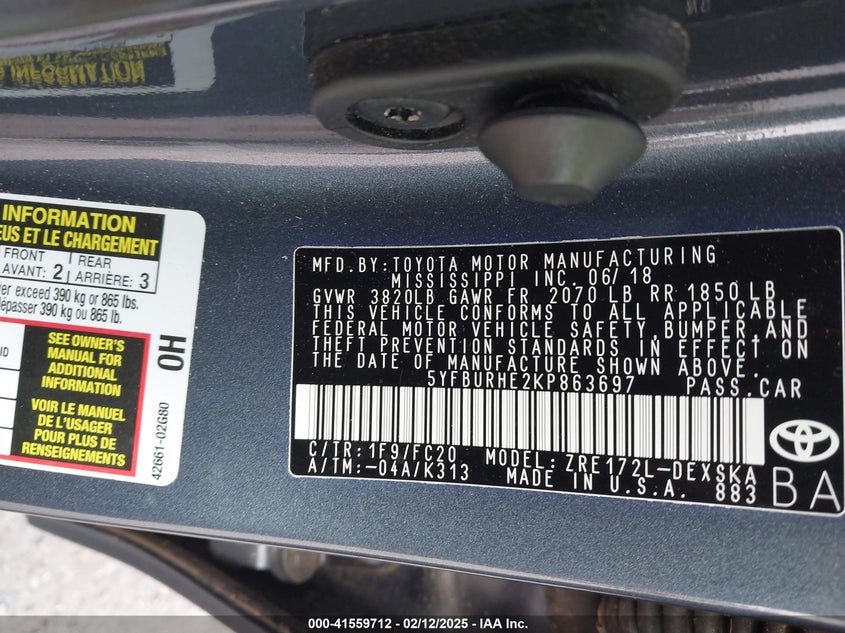 INFORMATION
INFORMATION
EUS ET LE CHARGEMENT
FRONT REAR
AVANT: 2 ARRIÈRE: 3
er exceed 390 kg or 865 lbs.
dépasser 390 kg ou 865 lb.
SEE OWNER'S
MANUAL FOR
ADDITIONAL
INFORMATION
VOIR LE MANUEL
DE L'USAGER
POUR PLUS DE
RENSEIGNEMENTS
OH
42661-02G80
MFD.BY:TOYOTA MOTOR MANUFACTURING
MISSISSIPPI INC. 06/18
GVWR 3820LB GAWR FR 2070 LB RR 1850 LB
THIS VEHICLE CONFORMS TO ALL APPLICABLE
FEDERAL MOTOR VEHICLE SAFETY,BUMPER,AND
THEFT PREVENTION STANDARDS IN EFFECT ON
THE DATE OF MANUFACTURE SHOWN ABOVE.
5YFBURHE2KP863697 PASS.CAR
C/TR: 1F9/FC20 MODEL: ZRE172L-DEXSKA
A/TM:-04A/K313 MADE IN U.S.A. 883
BA
000-41559712 - 02/12/2025 - IAA Inc.